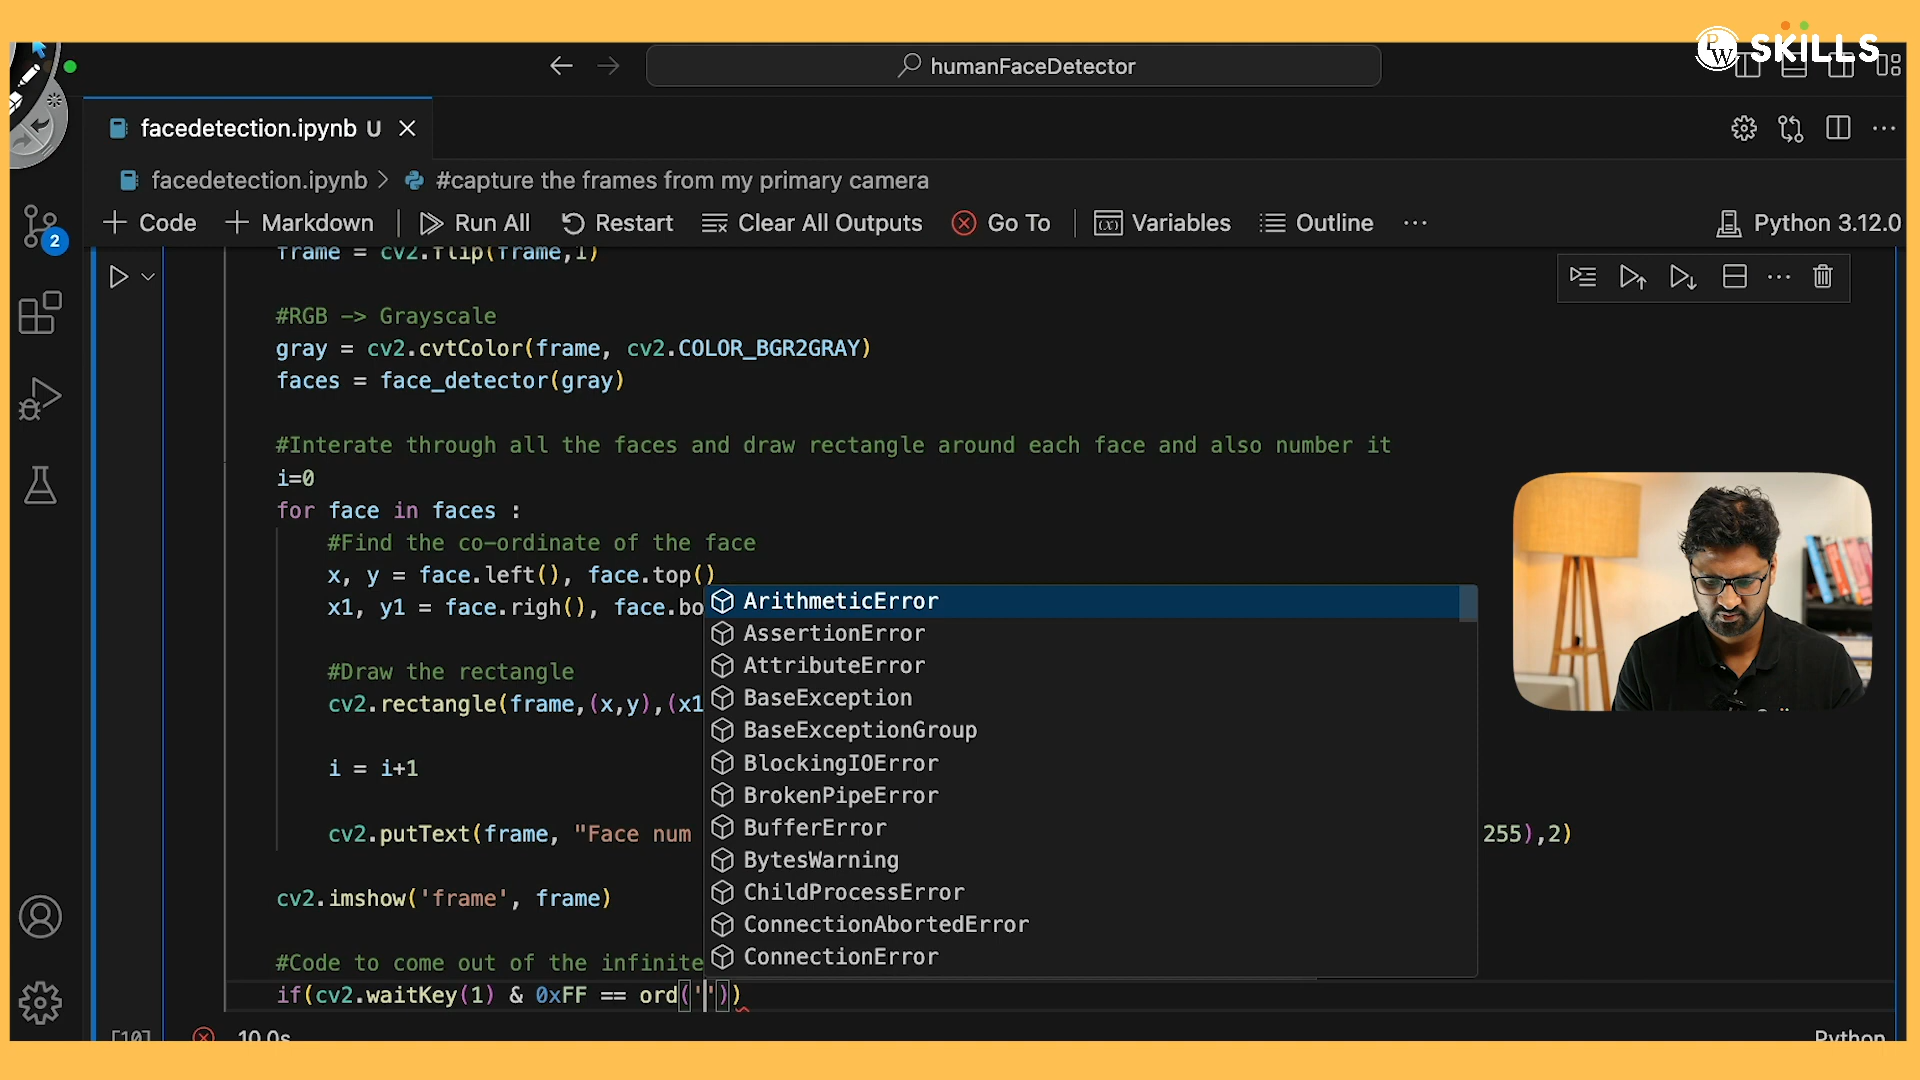 PW SKILLS
humanFaceDetector
facedetection.ipynb U
facedetection.ipynb > #capture the frames from my primary camera
Code
Markdown
Run All
Restart
Clear All Outputs
Go To
Variables
Outline
Python 3.12.0
2
frame = cv2.flip(frame,1)
#RGB -> Grayscale
gray = cv2.cvtColor(frame, cv2.COLOR_BGR2GRAY)
faces = face_detector(gray)
#Interate through all the faces and draw rectangle around each face and also number it
i=0
for face in faces :
#Find the co-ordinate of the face
x, y = face.left(), face.top()
x1, y1 = face.righ(), face.bo
#Draw the rectangle
cv2.rectangle(frame,(x,y),(x1
i = i+1
cv2.putText(frame, "Face num 255),2)
cv2.imshow('frame', frame)
#Code to come out of the infinite
if(cv2.waitKey(1) & 0xFF == ord(''))
ArithmeticError
AssertionError
AttributeError
BaseException
BaseExceptionGroup
BlockingIOError
BrokenPipeError
BufferError
BytesWarning
ChildProcessError
ConnectionAbortedError
ConnectionError
[10]
10.0s
Python